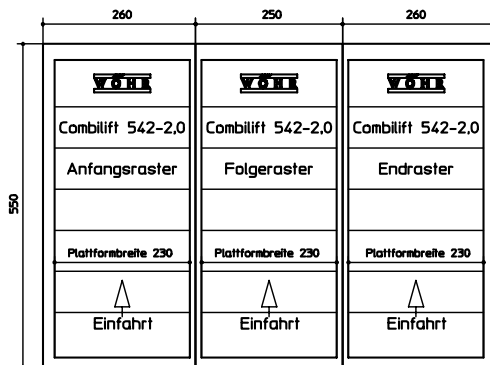 260 250 260
WÖHR WÖHR WÖHR
Combilift 542-2,0 Combilift 542-2,0 Combilift 542-2,0
Anfangsraster Folgeraster Endraster
550
Plattformbreite 230 Plattformbreite 230 Plattformbreite 230
Einfahrt Einfahrt Einfahrt